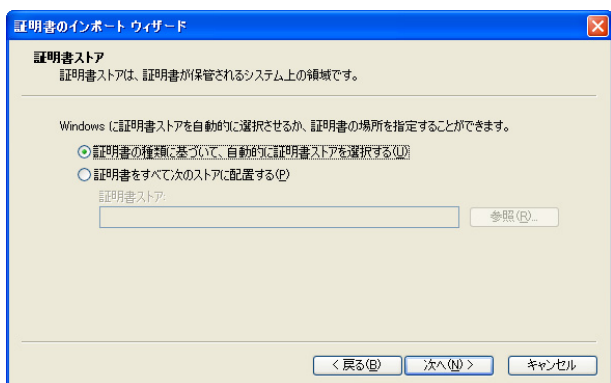 証明書のインポート ウィザード
証明書ストア
証明書ストアは、証明書が保管されるシステム上の領域です。
Windows に証明書ストアを自動的に選択させるか、証明書の場所を指定することができます。
証明書の種類に基づいて、自動的に証明書ストアを選択する(U)
証明書をすべて次のストアに配置する(P)
証明書ストア:
参照(R)...
< 戻る(B) 次へ(N) > キャンセル